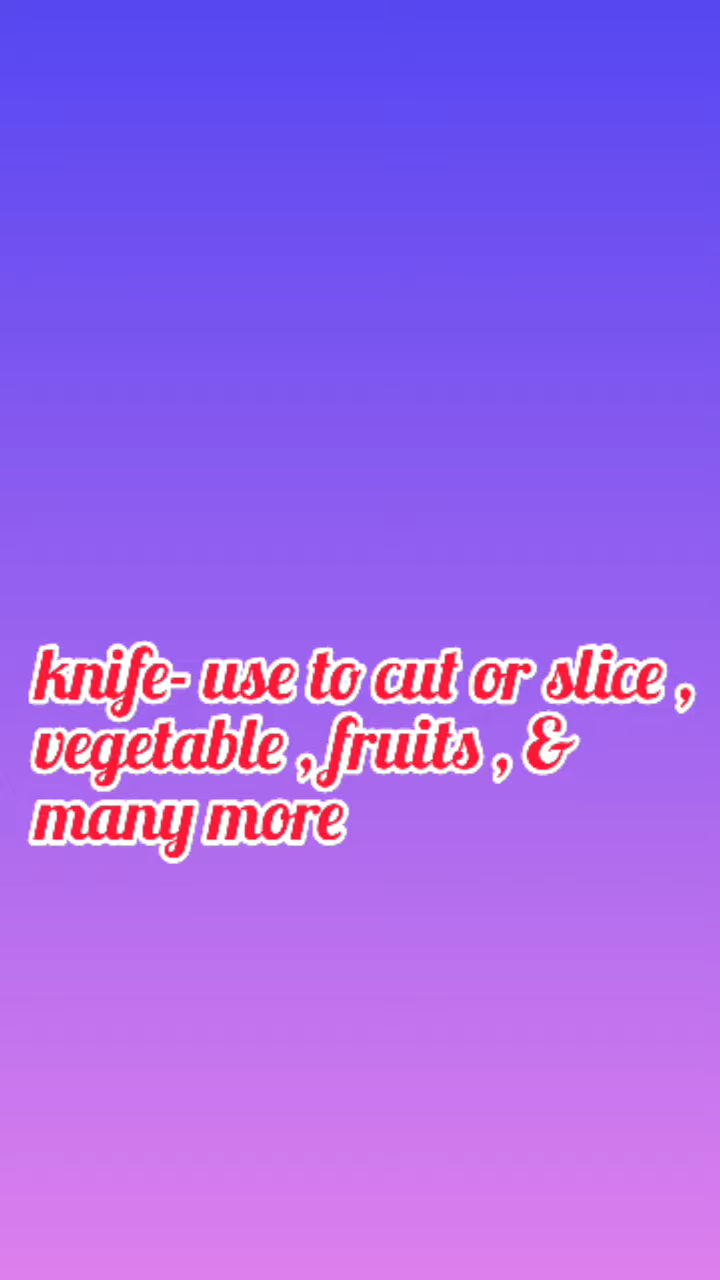 knife- use to cut or slice ,
vegetable , fruits , &
many more